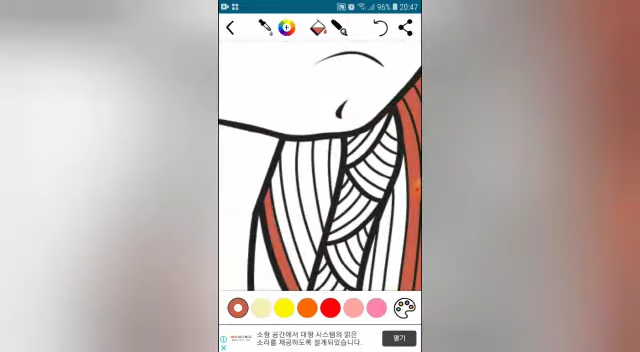 96% 20:47
소형 공간에서 대형 시스템의 밝은
소리를 제공하도록 설계되었습니다.
열기